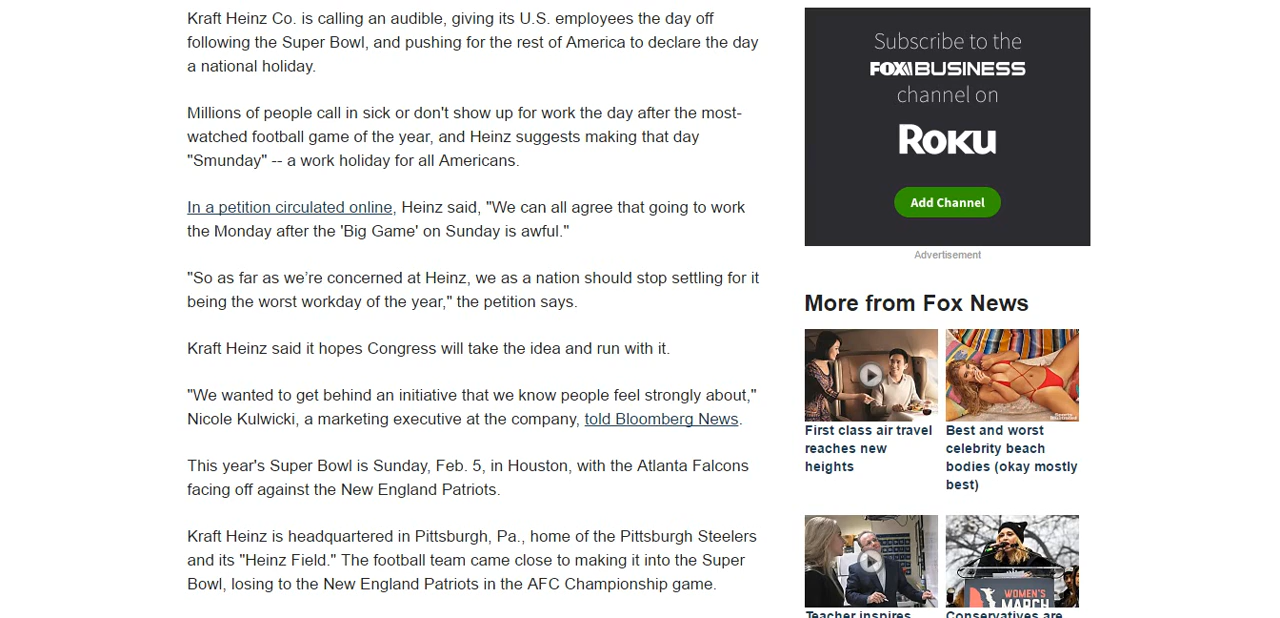 Kraft Heinz Co. is calling an audible, giving its U.S. employees the day off
following the Super Bowl, and pushing for the rest of America to declare the day
a national holiday.
Millions of people call in sick or don't show up for work the day after the most-
watched football game of the year, and Heinz suggests making that day
"Smunday" -- a work holiday for all Americans.
In a petition circulated online, Heinz said, "We can all agree that going to work
the Monday after the 'Big Game' on Sunday is awful."
"So as far as we’re concerned at Heinz, we as a nation should stop settling for it
being the worst workday of the year," the petition says.
Kraft Heinz said it hopes Congress will take the idea and run with it.
"We wanted to get behind an initiative that we know people feel strongly about,"
Nicole Kulwicki, a marketing executive at the company, told Bloomberg News.
This year's Super Bowl is Sunday, Feb. 5, in Houston, with the Atlanta Falcons
facing off against the New England Patriots.
Kraft Heinz is headquartered in Pittsburgh, Pa., home of the Pittsburgh Steelers
and its "Heinz Field." The football team came close to making it into the Super
Bowl, losing to the New England Patriots in the AFC Championship game.
Subscribe to the
FOX BUSINESS
channel on
ROKU
Add Channel
Advertisement
More from Fox News
First class air travel
reaches new
heights
Best and worst
celebrity beach
bodies (okay mostly
best)
WOMEN'S
MARCH
Teacher inspires
Conservatives are